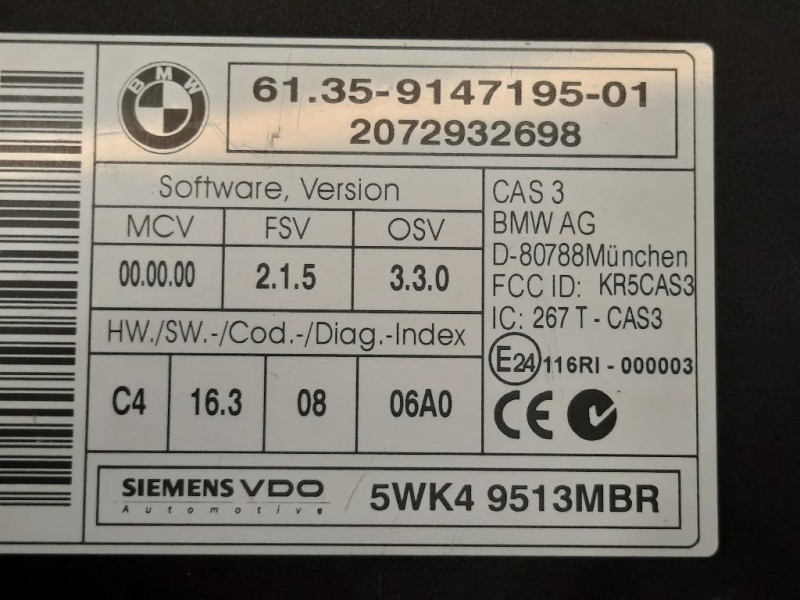 BMW
61.35-9147195-01
2072932698
Software, Version
MCV FSV OSV
00.00.00 2.1.5 3.3.0
HW./SW.-/Cod.-/Diag.-Index
C4 16.3 08 06A0
CAS 3
BMW AG
D-80788München
FCC ID: KR5CAS3
IC: 267 T - CAS3
E24 116RI - 000003
CE
SIEMENS VDO
Automotive
5WK4 9513MBR